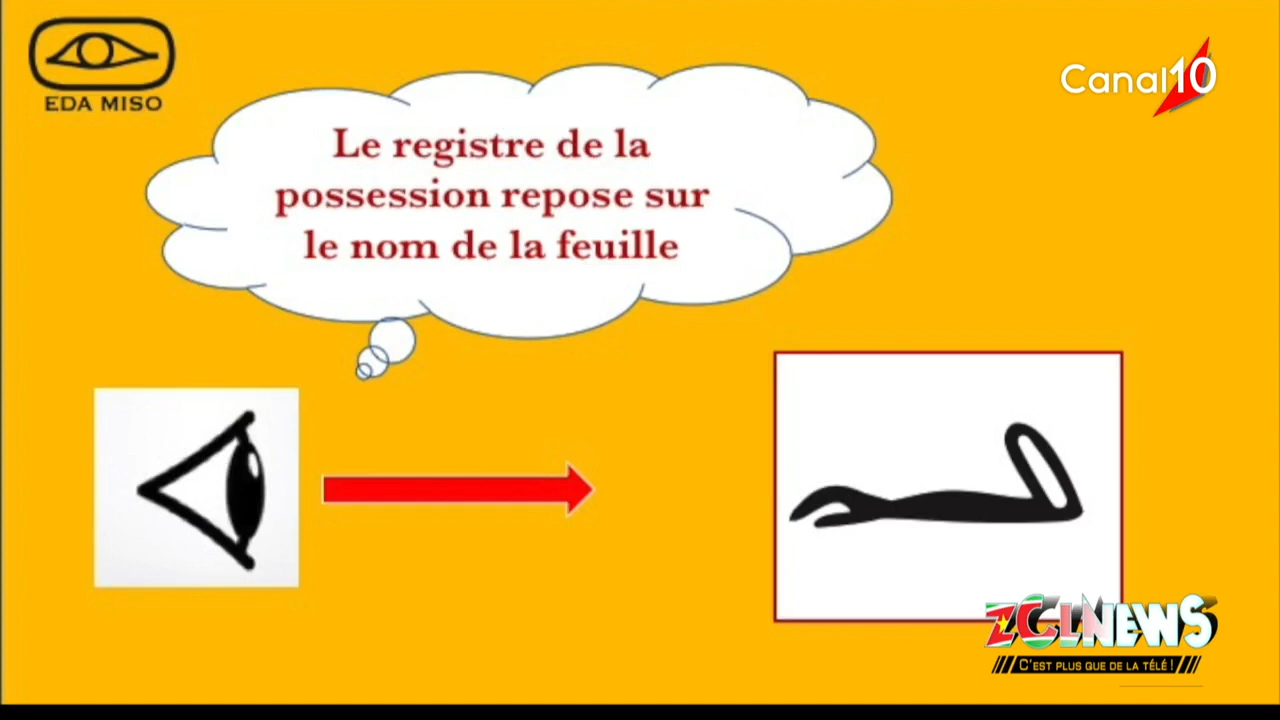 EDA MISO
Canal10
Le registre de la
possession repose sur
le nom de la feuille
ZCLNEWS
C'EST PLUS QUE DE LA TÉLÉ !